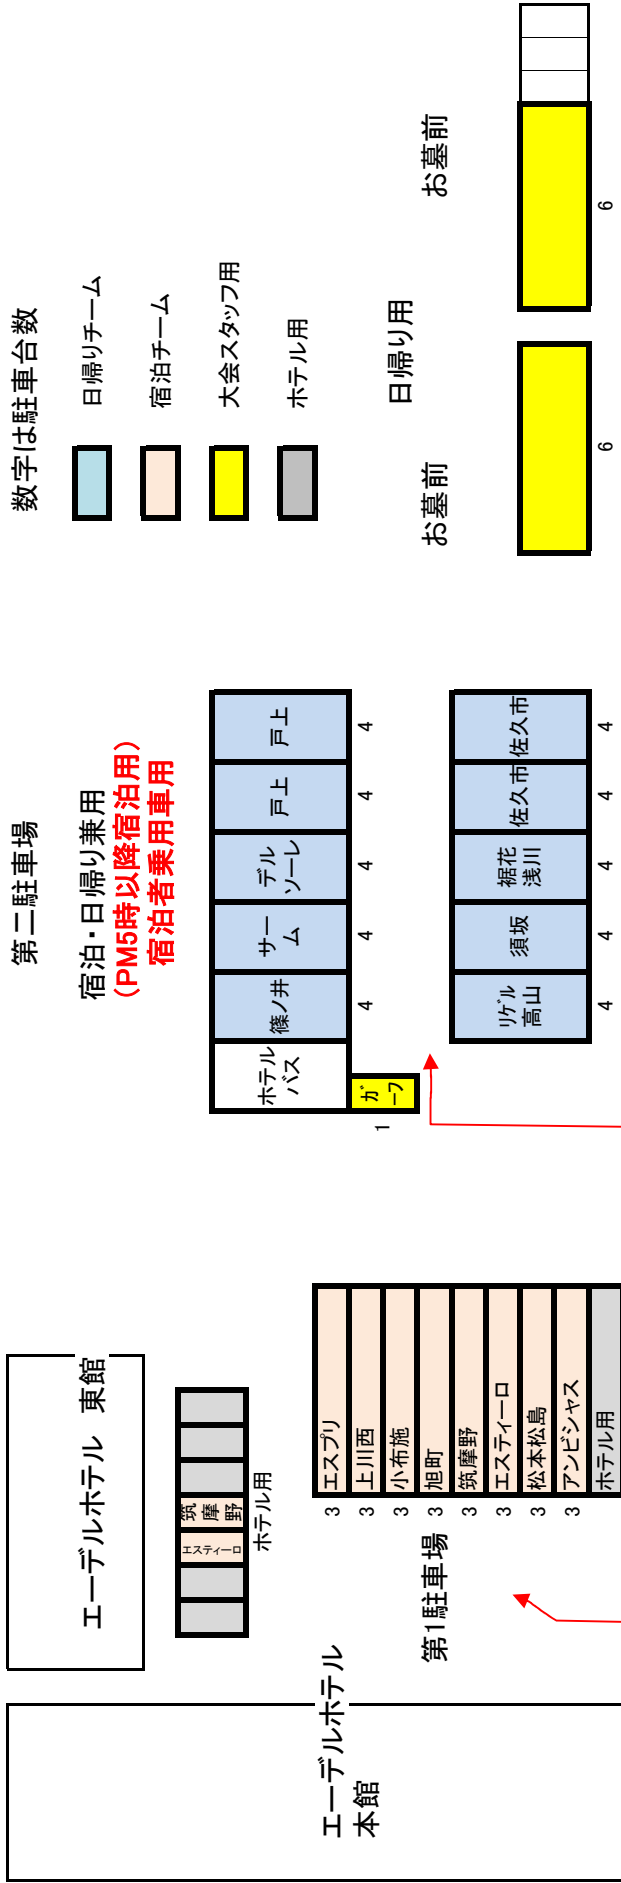 エーデルホテル 東館
エスティーロ
筑摩野
ホテル用
エーデルホテル
本館
第1駐車場
3
エスプリ
3
上川西
3
小布施
3
旭町
3
筑摩野
3
エスティーロ
3
松本松島
3
アンビシャス
ホテル用
第二駐車場
宿泊・日帰り兼用
(PM5時以降宿泊用)
宿泊者乗用車用
ホテル
バス
篠ノ井
サー
ム
デル
ソーレ
戸上
戸上
ガ
ーフ
1
4
4
4
4
4
リゲル
高山
須坂
裾花
浅川
佐久市
佐久市
4
4
4
4
4
数字は駐車台数
日帰りチーム
宿泊チーム
大会スタッフ用
ホテル用
日帰り用
お墓前
お墓前
6
6